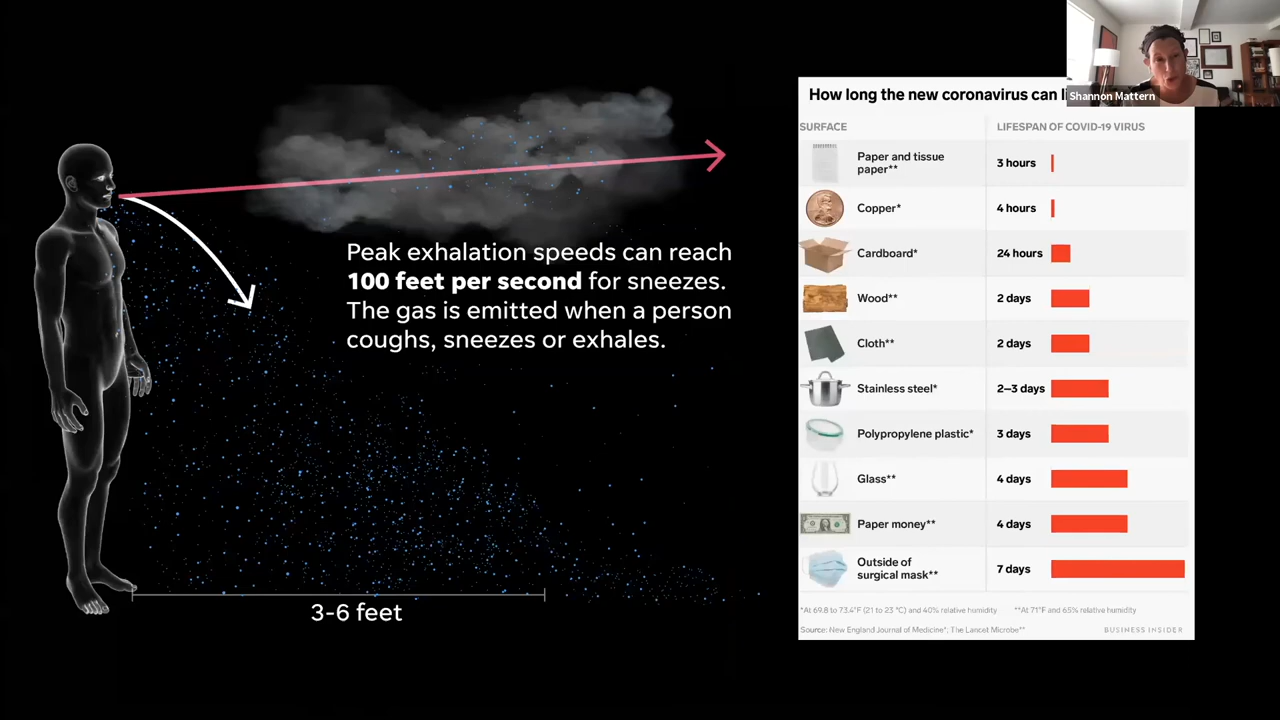 Peak exhalation speeds can reach
100 feet per second for sneezes.
The gas is emitted when a person
coughs, sneezes or exhales.
3-6 feet
How long the new coronavirus can
Shannon Mattern
SURFACE
LIFESPAN OF COVID-19 VIRUS
Paper and tissue
paper**
3 hours
Copper*
4 hours
Cardboard*
24 hours
Wood**
2 days
Cloth**
2 days
Stainless steel*
2–3 days
Polypropylene plastic*
3 days
Glass**
4 days
Paper money**
4 days
Outside of
surgical mask**
7 days
*At 69.8 to 73.4°F (21 to 23 °C) and 40% relative humidity **At 71°F and 65% relative humidity
Source: New England Journal of Medicine*; The Lancet Microbe** BUSINESS INSIDER